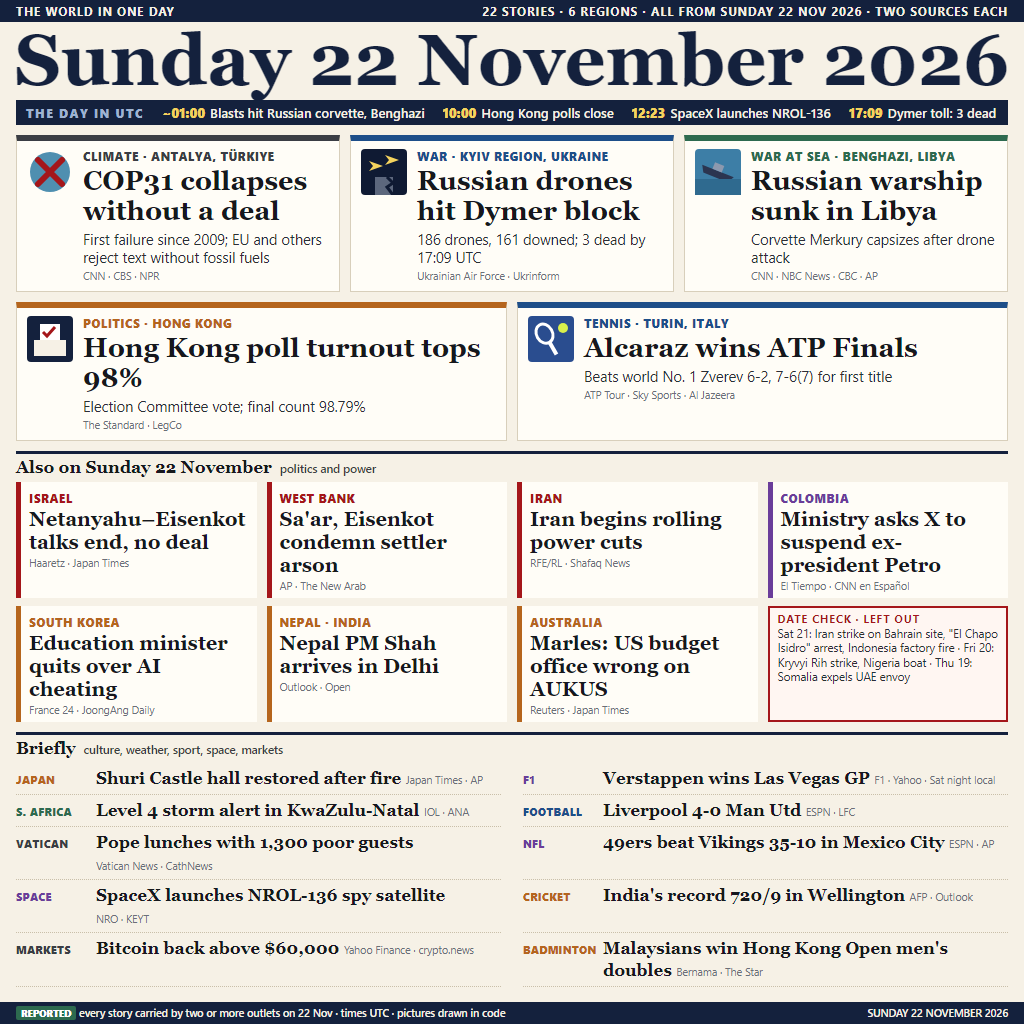 THE WORLD IN ONE DAY
22 STORIES · 6 REGIONS · ALL FROM SUNDAY 22 NOV 2026 · TWO SOURCES EACH
Sunday 22 November 2026
THE DAY IN UTC ~01:00 Blasts hit Russian corvette, Benghazi 10:00 Hong Kong polls close 12:23 SpaceX launches NROL-136 17:09 Dymer toll: 3 dead
CLIMATE · ANTALYA, TÜRKIYE
COP31 collapses
without a deal
First failure since 2009; EU and others
reject text without fossil fuels
CNN · CBS · NPR
WAR · KYIV REGION, UKRAINE
Russian drones
hit Dymer block
186 drones, 161 downed; 3 dead by
17:09 UTC
Ukrainian Air Force · Ukrinform
WAR AT SEA · BENGHAZI, LIBYA
Russian warship
sunk in Libya
Corvette Merkury capsizes after drone
attack
CNN · NBC News · CBC · AP
POLITICS · HONG KONG
Hong Kong poll turnout tops
98%
Election Committee vote; final count 98.79%
The Standard · LegCo
TENNIS · TURIN, ITALY
Alcaraz wins ATP Finals
Beats world No. 1 Zverev 6-2, 7-6(7) for first title
ATP Tour · Sky Sports · Al Jazeera
Also on Sunday 22 November politics and power
ISRAEL
Netanyahu–Eisenkot
talks end, no deal
Haaretz · Japan Times
WEST BANK
Sa'ar, Eisenkot
condemn settler
arson
AP · The New Arab
IRAN
Iran begins rolling
power cuts
RFE/RL · Shafaq News
COLOMBIA
Ministry asks X to
suspend ex-
president Petro
El Tiempo · CNN en Español
SOUTH KOREA
Education minister
quits over AI
cheating
France 24 · JoongAng Daily
NEPAL · INDIA
Nepal PM Shah
arrives in Delhi
Outlook · Open
AUSTRALIA
Marles: US budget
office wrong on
AUKUS
Reuters · Japan Times
DATE CHECK · LEFT OUT
Sat 21: Iran strike on Bahrain site, "El Chapo
Isidro" arrest, Indonesia factory fire · Fri 20:
Kryvyi Rih strike, Nigeria boat · Thu 19:
Somalia expels UAE envoy
Briefly culture, weather, sport, space, markets
JAPAN Shuri Castle hall restored after fire Japan Times · AP
S. AFRICA Level 4 storm alert in KwaZulu-Natal IOL · ANA
VATICAN Pope lunches with 1,300 poor guests
Vatican News · CathNews
SPACE SpaceX launches NROL-136 spy satellite
NRO · KEYT
MARKETS Bitcoin back above $60,000 Yahoo Finance · crypto.news
F1 Verstappen wins Las Vegas GP F1 · Yahoo · Sat night local
FOOTBALL Liverpool 4-0 Man Utd ESPN · LFC
NFL 49ers beat Vikings 35-10 in Mexico City ESPN · AP
CRICKET India's record 720/9 in Wellington AFP · Outlook
BADMINTON Malaysians win Hong Kong Open men's
doubles Bernama · The Star
REPORTED every story carried by two or more outlets on 22 Nov · times UTC · pictures drawn in code
SUNDAY 22 NOVEMBER 2026